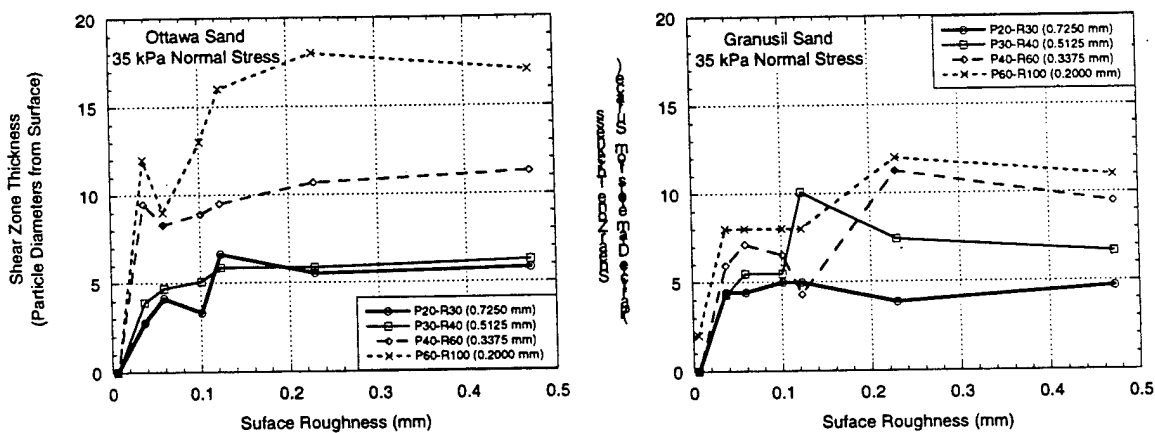 Shear Zone Thickness
(Particle Diameters from Surface)
20
15
10
5
0
Ottawa Sand
35 kPa Normal Stress
P20-R30 (0.7250 mm)
P30-R40 (0.5125 mm)
P40-R60 (0.3375 mm)
P60-R100 (0.2000 mm)
0
0.1
0.2
0.3
0.4
0.5
Suface Roughness (mm)
20
15
10
5
0
Granusil Sand
35 kPa Normal Stress
P20-R30 (0.7250 mm)
P30-R40 (0.5125 mm)
P40-R60 (0.3375 mm)
P60-R100 (0.2000 mm)
0
0.1
0.2
0.3
0.4
0.5
Suface Roughness (mm)